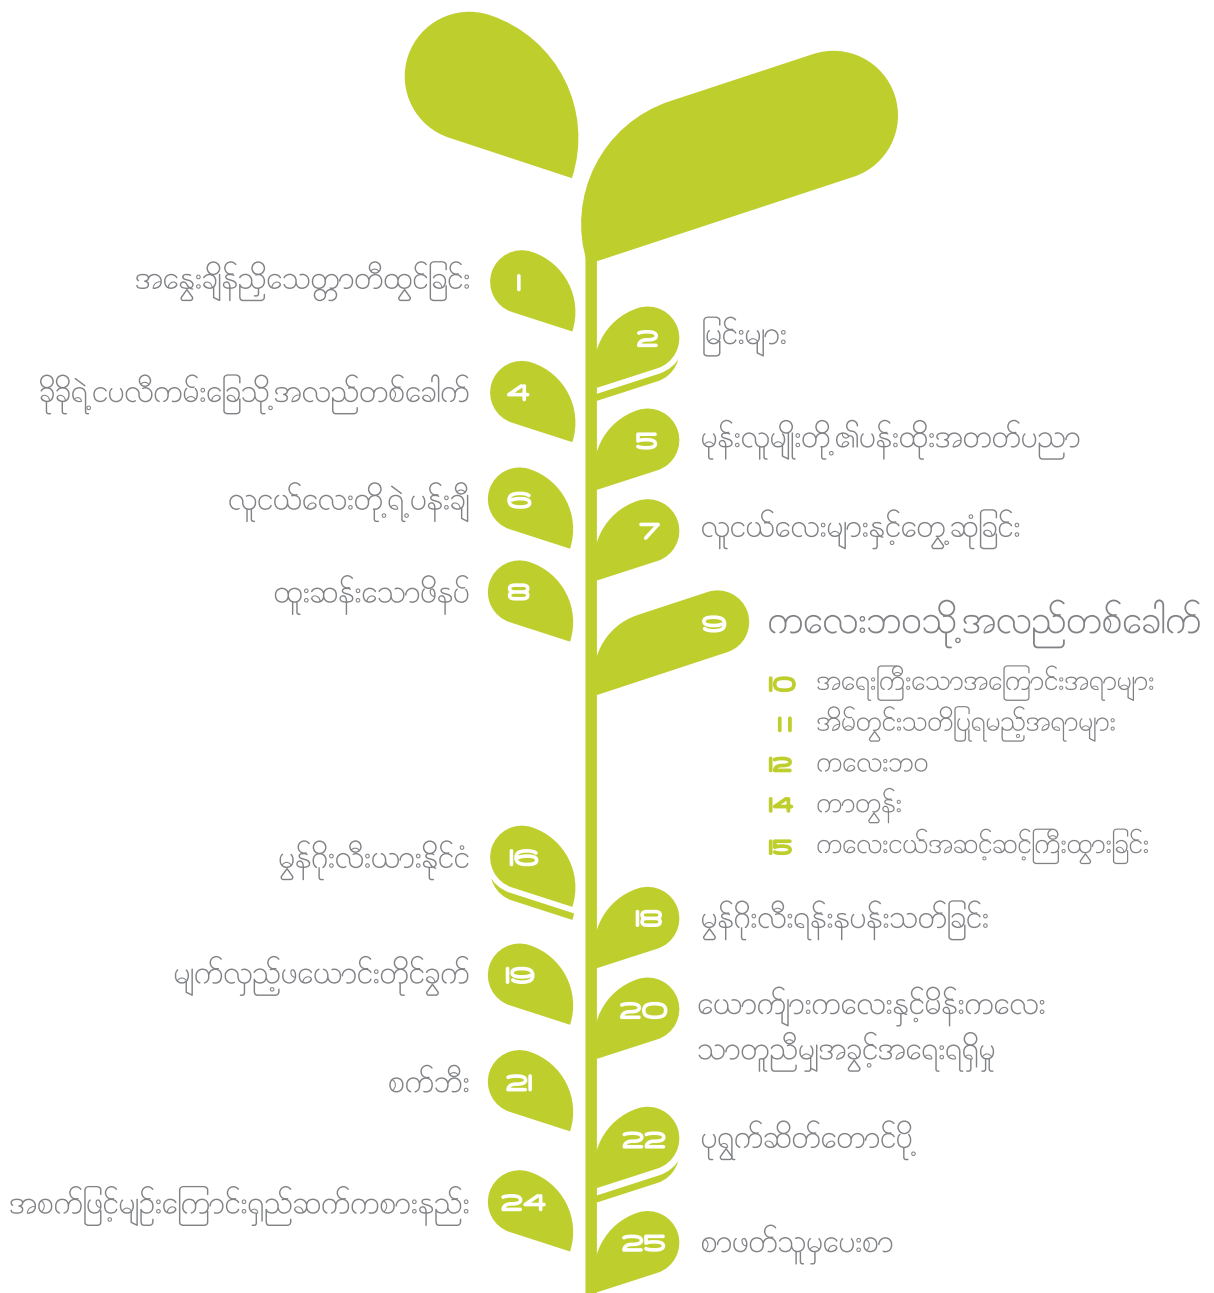 အနွေးချိန်ညှိသေတ္တာတီထွင်ခြင်း 1
2 မြင်းများ
ခိုခိုရဲ့ငပလီကမ်းခြေသို့အလည်တစ်ခေါက် 4
5 မုန်းလူမျိုးတို့၏ပန်းထိုးအတတ်ပညာ
လူငယ်လေးတို့ရဲ့ပန်းချီ 6
7 လူငယ်လေးများနှင့်တွေ့ဆုံခြင်း
ထူးဆန်းသောဖိနပ် 8
9 ကလေးဘဝသို့အလည်တစ်ခေါက်
10 အရေးကြီးသောအကြောင်းအရာများ
11 အိမ်တွင်းသတိပြုရမည့်အရာများ
12 ကလေးဘဝ
14 ကာတွန်း
15 ကလေးငယ်အဆင့်ဆင့်ကြီးထွားခြင်း
မွန်ဂိုးလီးယားနိုင်ငံ 16
18 မွန်ဂိုးလီးရန်းနပန်းသတ်ခြင်း
မျက်လှည့်ဖယောင်းတိုင်ခွက် 19
20 ယောက်ျားကလေးနှင့်မိန်းကလေး
သာတူညီမျှအခွင့်အရေးရရှိမှု
စက်ဘီး 21
22 ပုရွက်ဆိတ်တောင်ပို့
အစက်ဖြင့်မျဉ်းကြောင်းရှည်ဆက်ကစားနည်း 24
25 စာဖတ်သူမှပေးစာ